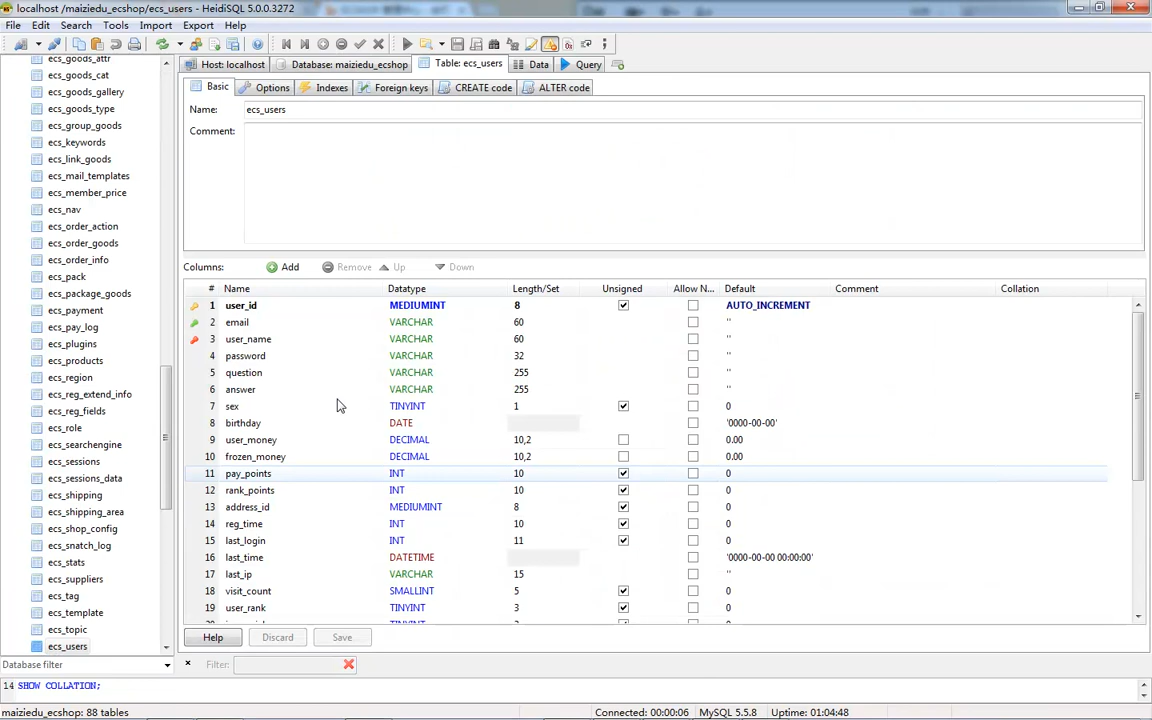 localhost /maiziedu_ecshop/ecs_users - HeidiSQL 5.0.0.3272
File Edit Search Tools Import Export Help
Host: localhost Database: maiziedu_ecshop Table: ecs_users Data Query
Basic Options Indexes Foreign keys CREATE code ALTER code
Name: ecs_users
Comment:
ecs_goods_attr
ecs_goods_cat
ecs_goods_gallery
ecs_goods_type
ecs_group_goods
ecs_keywords
ecs_link_goods
ecs_mail_templates
ecs_member_price
ecs_nav
ecs_order_action
ecs_order_goods
ecs_order_info
ecs_pack
ecs_package_goods
ecs_payment
ecs_pay_log
ecs_plugins
ecs_products
ecs_region
ecs_reg_extend_info
ecs_reg_fields
ecs_role
ecs_searchengine
ecs_sessions
ecs_sessions_data
ecs_shipping
ecs_shipping_area
ecs_shop_config
ecs_snatch_log
ecs_stats
ecs_suppliers
ecs_tag
ecs_template
ecs_topic
ecs_users
Columns: Add Remove Up Down
# Name Datatype Length/Set Unsigned Allow N... Default Comment Collation
1 user_id MEDIUMINT 8 AUTO_INCREMENT
2 email VARCHAR 60 ''
3 user_name VARCHAR 60 ''
4 password VARCHAR 32 ''
5 question VARCHAR 255 ''
6 answer VARCHAR 255 ''
7 sex TINYINT 1 0
8 birthday DATE '0000-00-00'
9 user_money DECIMAL 10,2 0.00
10 frozen_money DECIMAL 10,2 0.00
11 pay_points INT 10 0
12 rank_points INT 10 0
13 address_id MEDIUMINT 8 0
14 reg_time INT 10 0
15 last_login INT 11 0
16 last_time DATETIME '0000-00-00 00:00:00'
17 last_ip VARCHAR 15 ''
18 visit_count SMALLINT 5 0
19 user_rank TINYINT 3 0
Help Discard Save
Database filter Filter:
14 SHOW COLLATION;
maiziedu_ecshop: 88 tables Connected: 00:00:06 MySQL 5.5.8 Uptime: 01:04:48